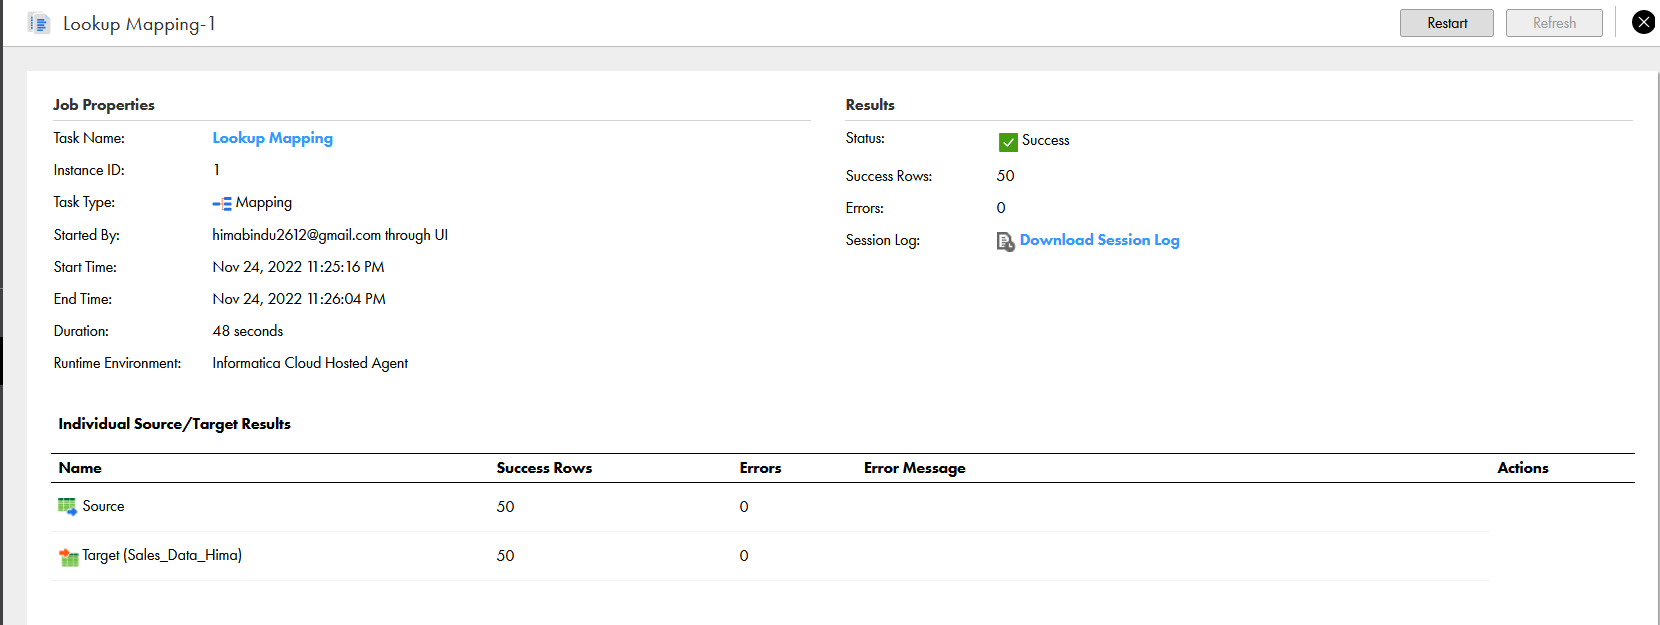 Lookup Mapping-1
Restart
Refresh
Job Properties
Task Name: Lookup Mapping
Instance ID: 1
Task Type: Mapping
Started By: himabindu2612@gmail.com through UI
Start Time: Nov 24, 2022 11:25:16 PM
End Time: Nov 24, 2022 11:26:04 PM
Duration: 48 seconds
Runtime Environment: Informatica Cloud Hosted Agent
Results
Status: Success
Success Rows: 50
Errors: 0
Session Log: Download Session Log
Individual Source/Target Results
Name Success Rows Errors Error Message Actions
Source 50 0
Target (Sales_Data_Hima) 50 0